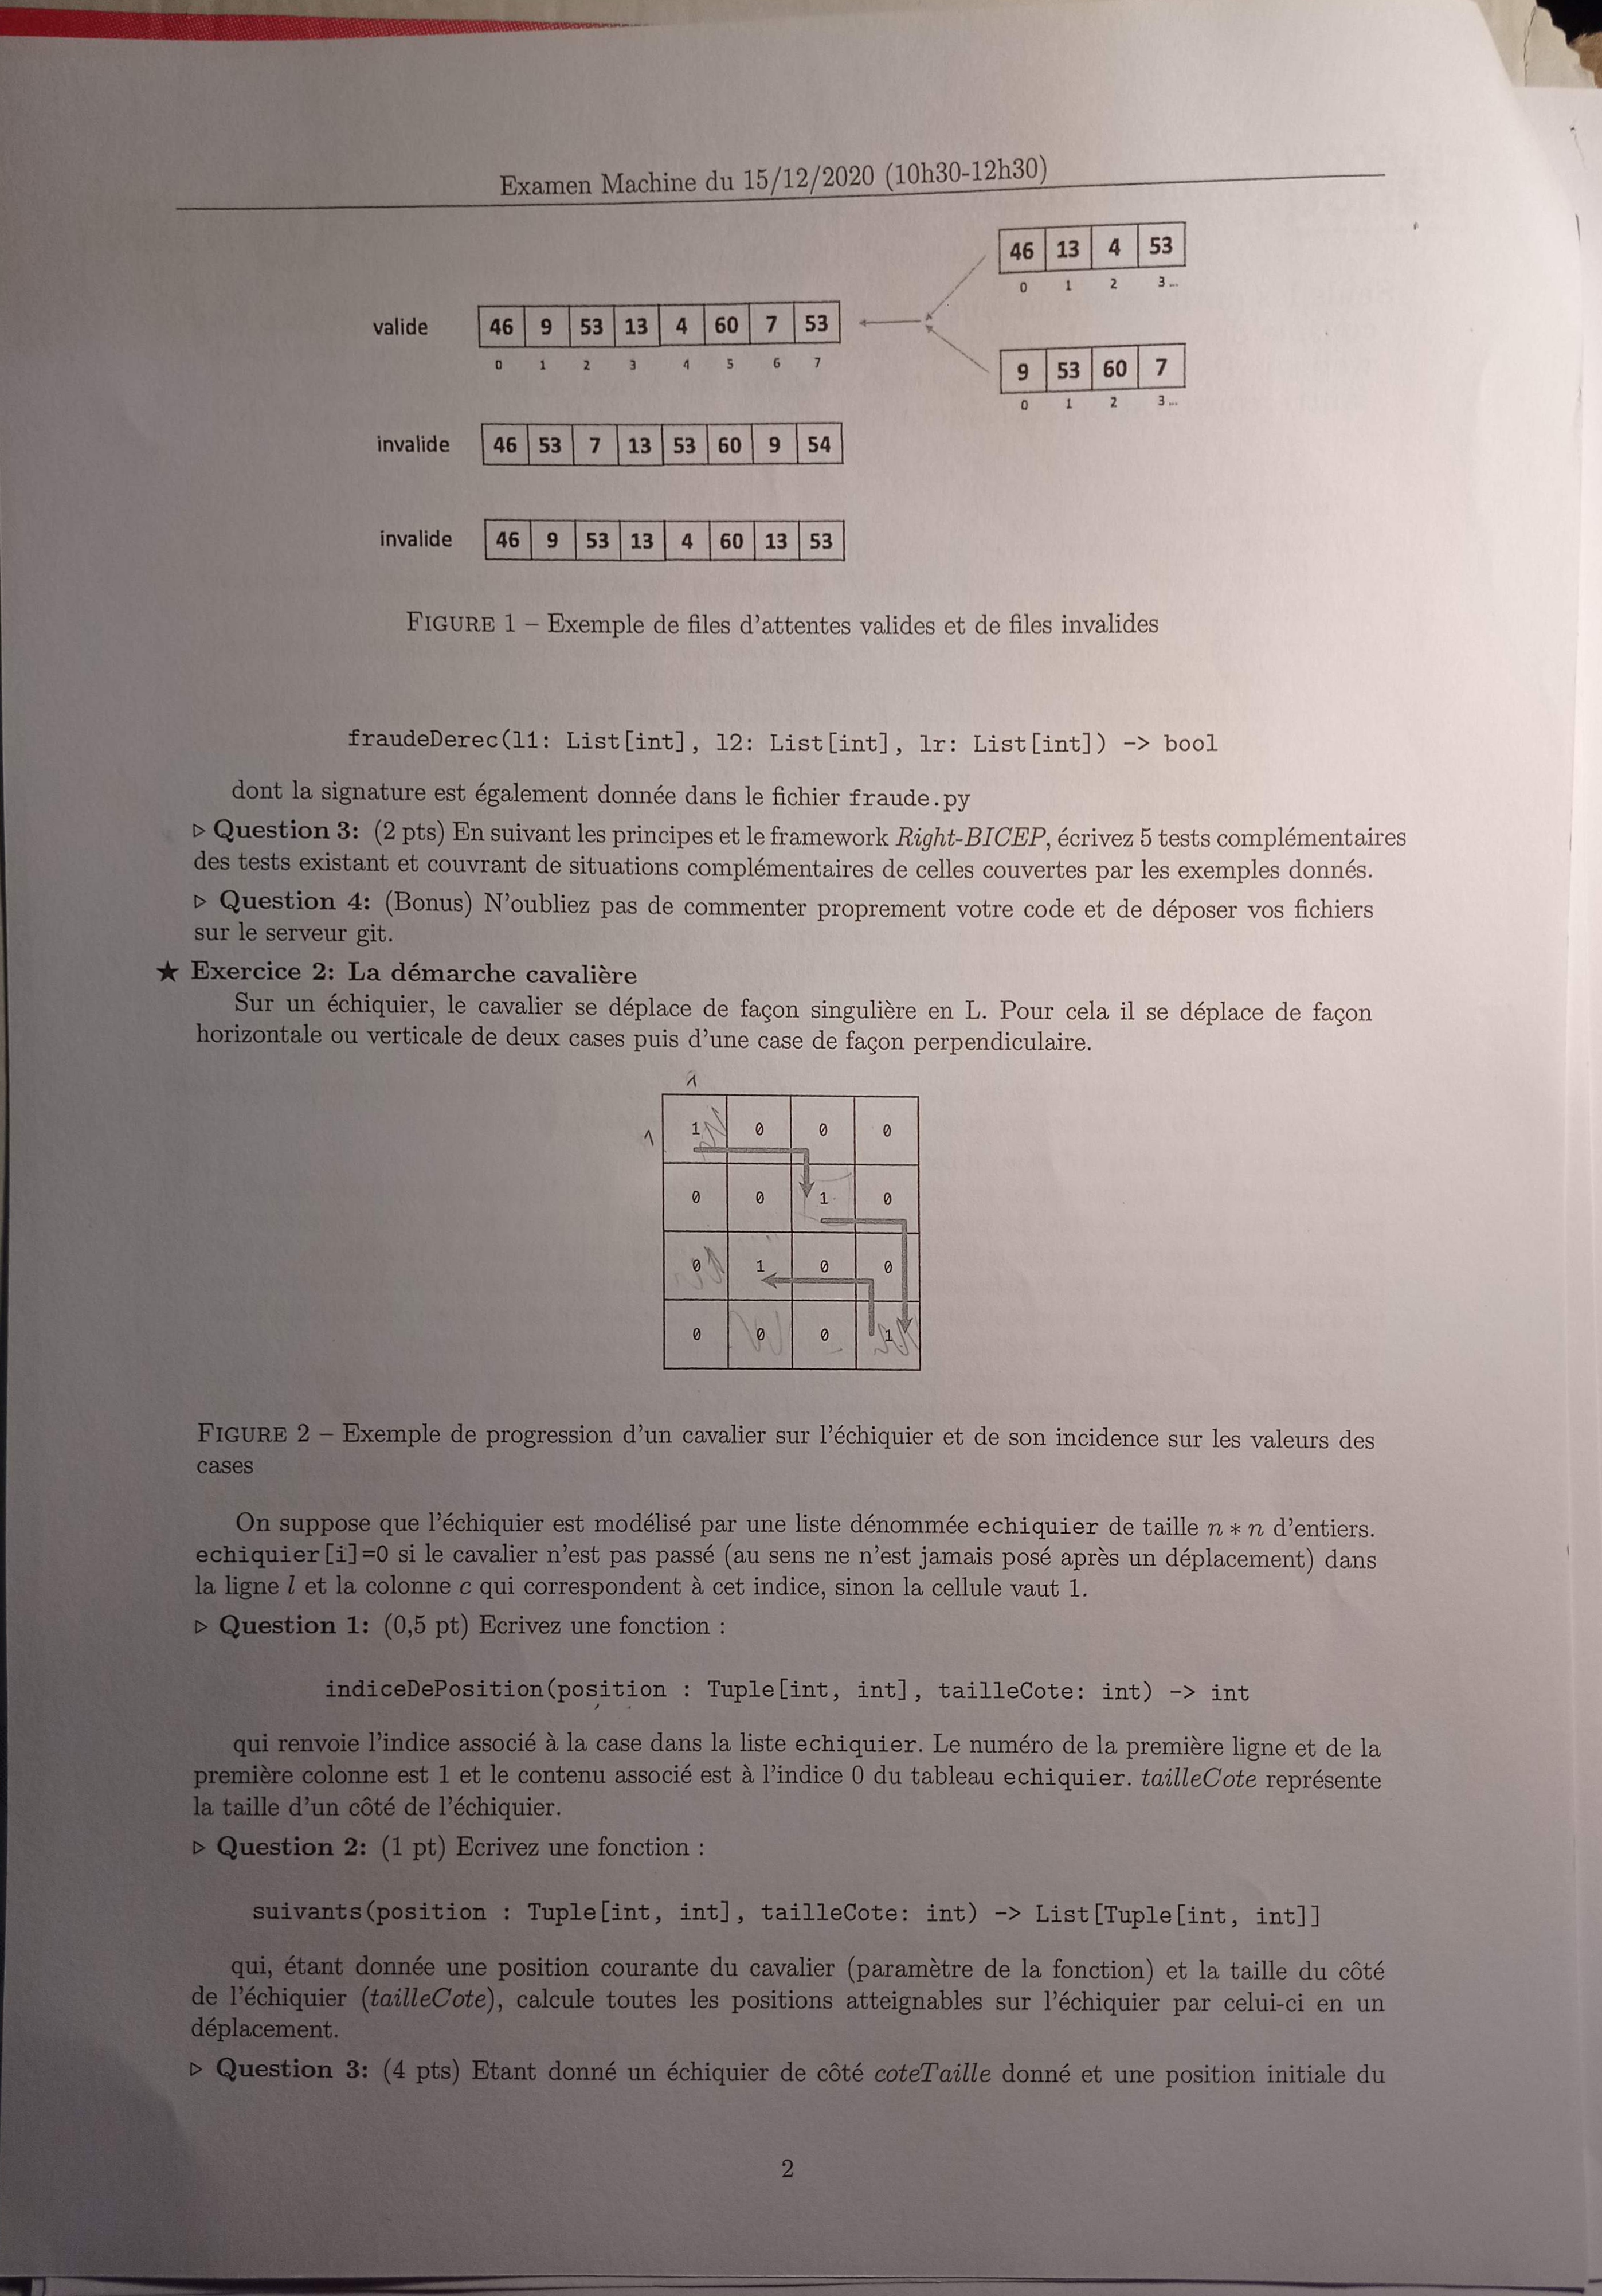 Examen Machine du 15/12/2020 (10h30-12h30)
46 13 4 53
0 1 2 3...
valide 46 9 53 13 4 60 7 53
0 1 2 3 4 5 6 7
9 53 60 7
0 1 2 3...
invalide 46 53 7 13 53 60 9 54
invalide 46 9 53 13 4 60 13 53
FIGURE 1 – Exemple de files d'attentes valides et de files invalides
fraudeDerec(l1: List[int], l2: List[int], lr: List[int]) -> bool
dont la signature est également donnée dans le fichier fraude.py
▷ Question 3: (2 pts) En suivant les principes et le framework Right-BICEP, écrivez 5 tests complémentaires
des tests existant et couvrant de situations complémentaires de celles couvertes par les exemples donnés.
▷ Question 4: (Bonus) N'oubliez pas de commenter proprement votre code et de déposer vos fichiers
sur le serveur git.
★ Exercice 2: La démarche cavalière
Sur un échiquier, le cavalier se déplace de façon singulière en L. Pour cela il se déplace de façon
horizontale ou verticale de deux cases puis d'une case de façon perpendiculaire.
1
1
1 0 0 0
0 0 1 0
0 1 0 0
0 0 0 1
FIGURE 2 – Exemple de progression d'un cavalier sur l'échiquier et de son incidence sur les valeurs des
cases
On suppose que l'échiquier est modélisé par une liste dénommée echiquier de taille n * n d'entiers.
echiquier[i]=0 si le cavalier n'est pas passé (au sens ne n'est jamais posé après un déplacement) dans
la ligne l et la colonne c qui correspondent à cet indice, sinon la cellule vaut 1.
▷ Question 1: (0,5 pt) Ecrivez une fonction :
indiceDePosition(position : Tuple[int, int], tailleCote: int) -> int
qui renvoie l'indice associé à la case dans la liste echiquier. Le numéro de la première ligne et de la
première colonne est 1 et le contenu associé est à l'indice 0 du tableau echiquier. tailleCote représente
la taille d'un côté de l'échiquier.
▷ Question 2: (1 pt) Ecrivez une fonction :
suivants(position : Tuple[int, int], tailleCote: int) -> List[Tuple[int, int]]
qui, étant donnée une position courante du cavalier (paramètre de la fonction) et la taille du côté
de l'échiquier (tailleCote), calcule toutes les positions atteignables sur l'échiquier par celui-ci en un
déplacement.
▷ Question 3: (4 pts) Etant donné un échiquier de côté coteTaille donné et une position initiale du
2